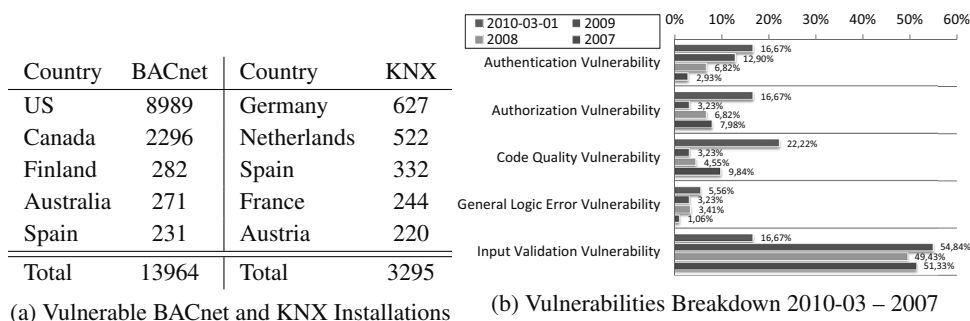 Country BACnet Country KNX
US 8989 Germany 627
Canada 2296 Netherlands 522
Finland 282 Spain 332
Australia 271 France 244
Spain 231 Austria 220
Total 13964 Total 3295
(a) Vulnerable BACnet and KNX Installations
0% 10% 20% 30% 40% 50% 60%
2010-03-01 2009
2008 2007
Authentication Vulnerability
16,67%
12,90%
6,82%
2,93%
Authorization Vulnerability
16,67%
3,23%
6,82%
7,98%
Code Quality Vulnerability
22,22%
3,23%
4,55%
9,84%
General Logic Error Vulnerability
5,56%
3,23%
3,41%
1,06%
Input Validation Vulnerability
16,67%
54,84%
49,43%
51,33%
(b) Vulnerabilities Breakdown 2010-03 – 2007